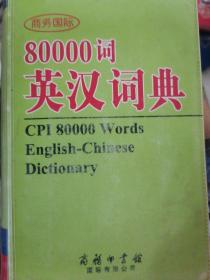 商务国际
80000词
英汉词典
CPI 80000 Words
English-Chinese
Dictionary
商务印书馆
国际有限公司